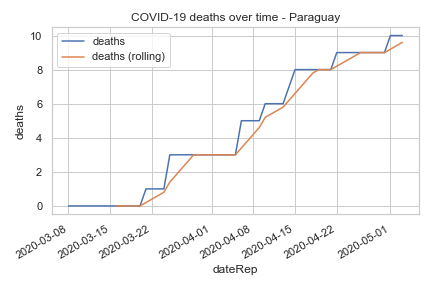 COVID-19 deaths over time - Paraguay
deaths
deaths (rolling)
10
8
6
4
2
0
deaths
2020-03-08
2020-03-15
2020-03-22
2020-04-01
2020-04-08
2020-04-15
2020-04-22
2020-05-01
dateRep